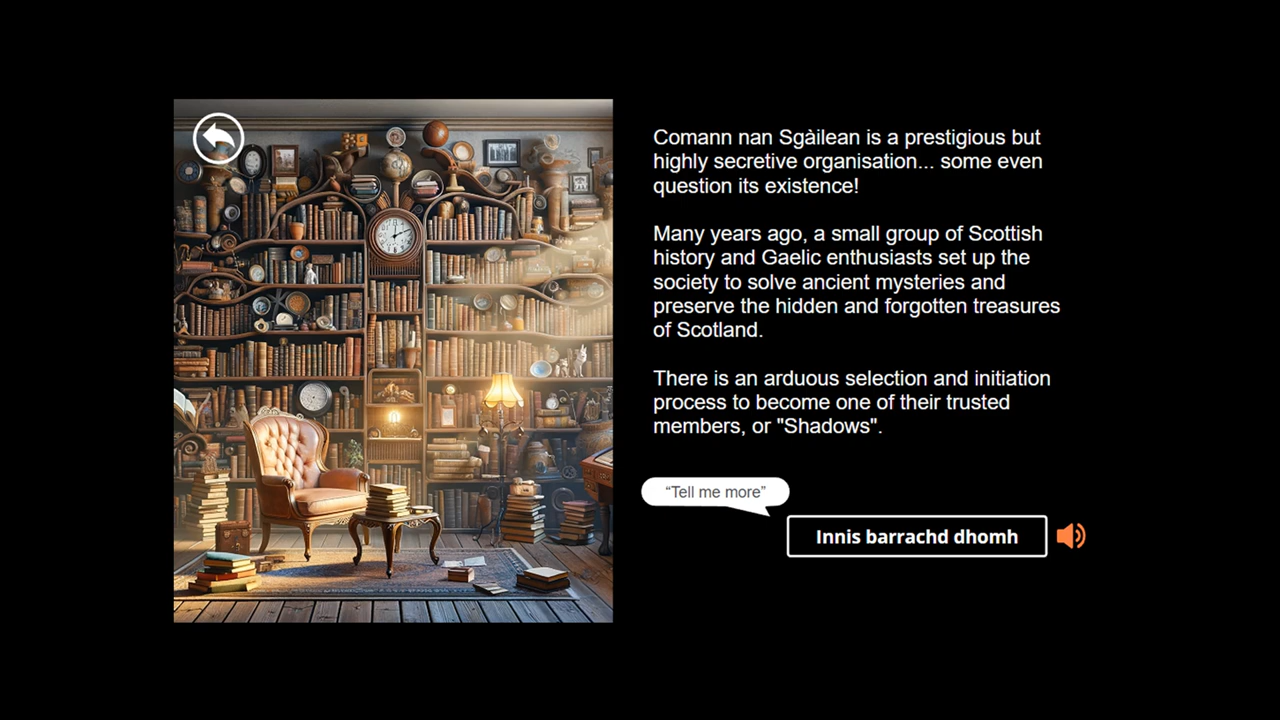 Comann nan Sgàilean is a prestigious but
highly secretive organisation... some even
question its existence!
Many years ago, a small group of Scottish
history and Gaelic enthusiasts set up the
society to solve ancient mysteries and
preserve the hidden and forgotten treasures
of Scotland.
There is an arduous selection and initiation
process to become one of their trusted
members, or "Shadows".
“Tell me more”
Innis barrachd dhomh